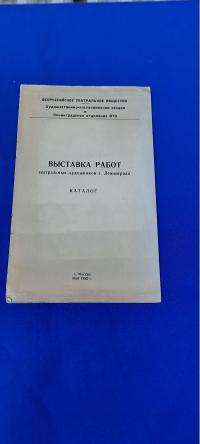 ВСЕРОССИЙСКОЕ ТЕАТРАЛЬНОЕ ОБЩЕСТВО
Художественно-постановочная секция
и
Ленинградское отделение ВТО
ВЫСТАВКА РАБОТ
театральных художников г. Ленинграда
КАТАЛОГ
г. Москва